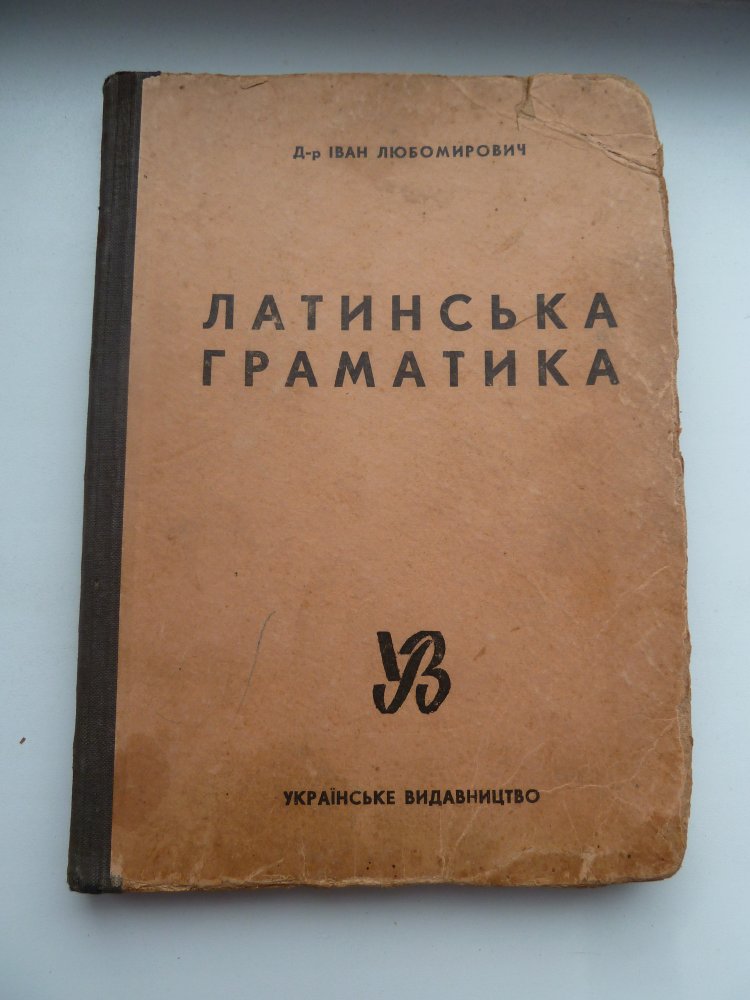 Д-р ІВАН ЛЮБОМИРОВИЧ
ЛАТИНСЬКА
ГРАМАТИКА
УВ
УКРАЇНСЬКЕ ВИДАВНИЦТВО